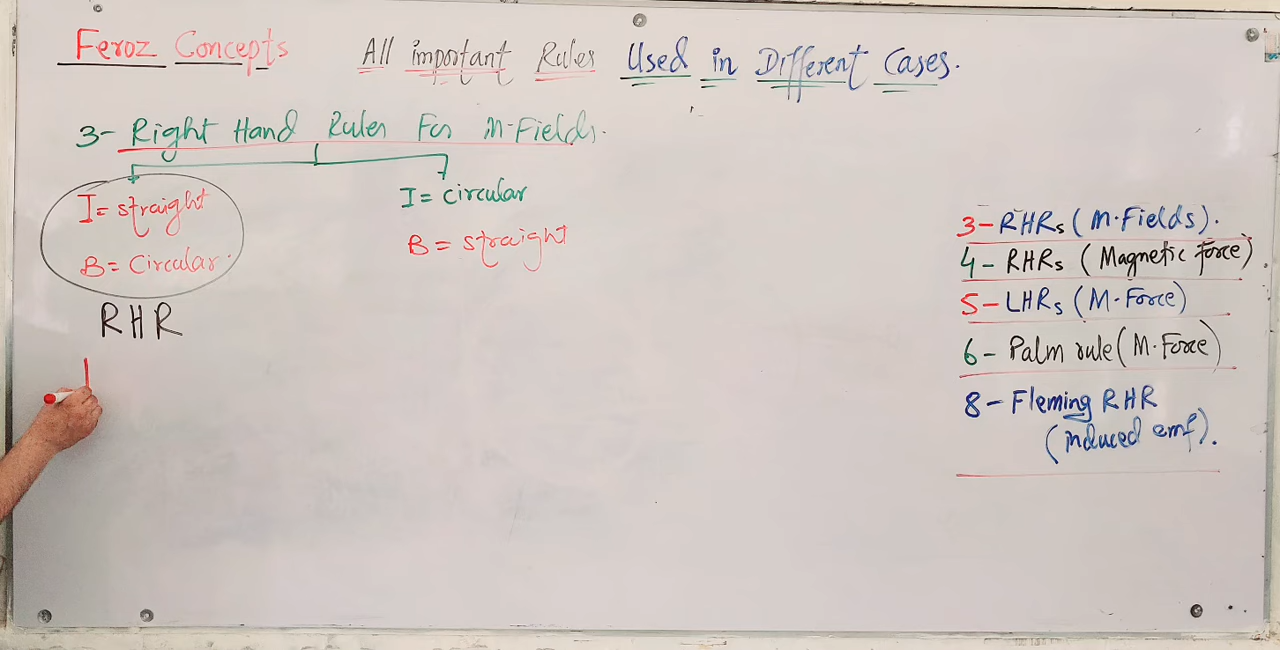 Feroz Concepts All important Rules Used in Different Cases.
3- Right Hand Rules For M-Fields.
I= straight
B= Circular.
RHR
I= circular
B= straight
3-RHRs (M.Fields).
4- RHRs (Magnetic force)
5-LHRs (M-Force)
6- Palm rule (M.Force)
8-Fleming RHR
(induced emf).